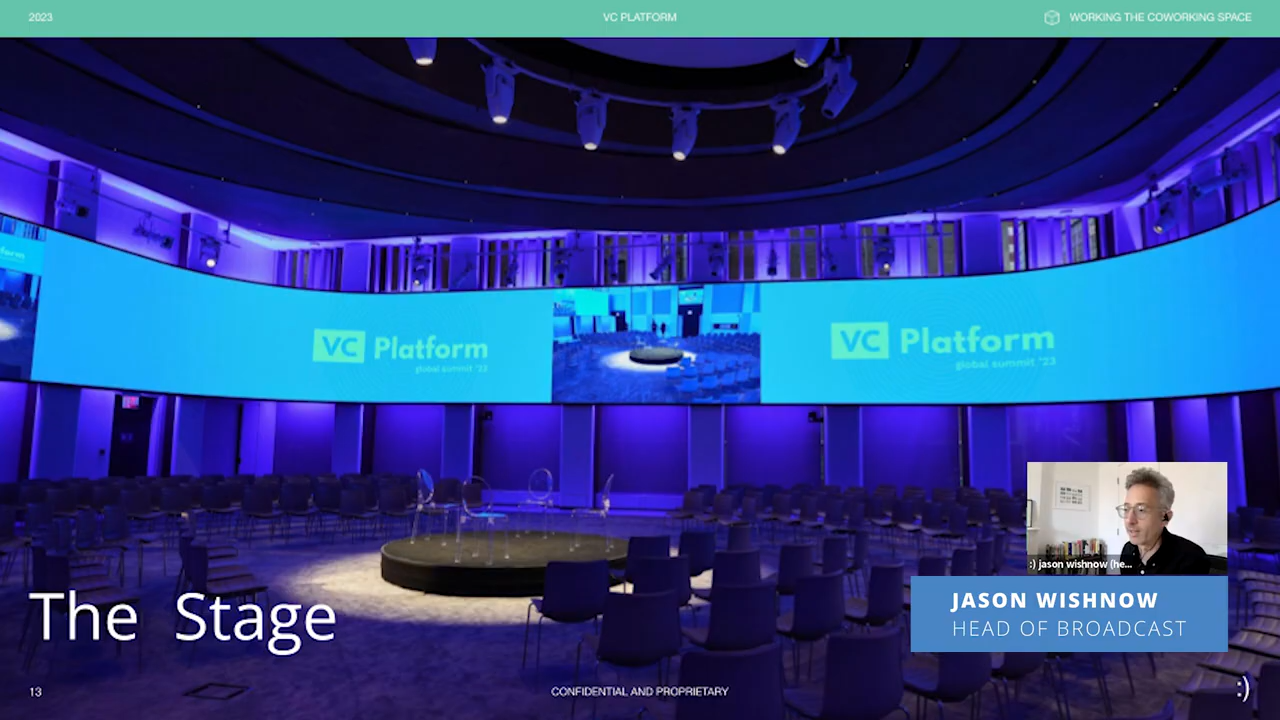 2023
VC PLATFORM
WORKING THE COWORKING SPACE
VC Platform
global summit '23
VC Platform
global summit '23
:) jason wishnow (he...
JASON WISHNOW
HEAD OF BROADCAST
The Stage
13
CONFIDENTIAL AND PROPRIETARY
:)